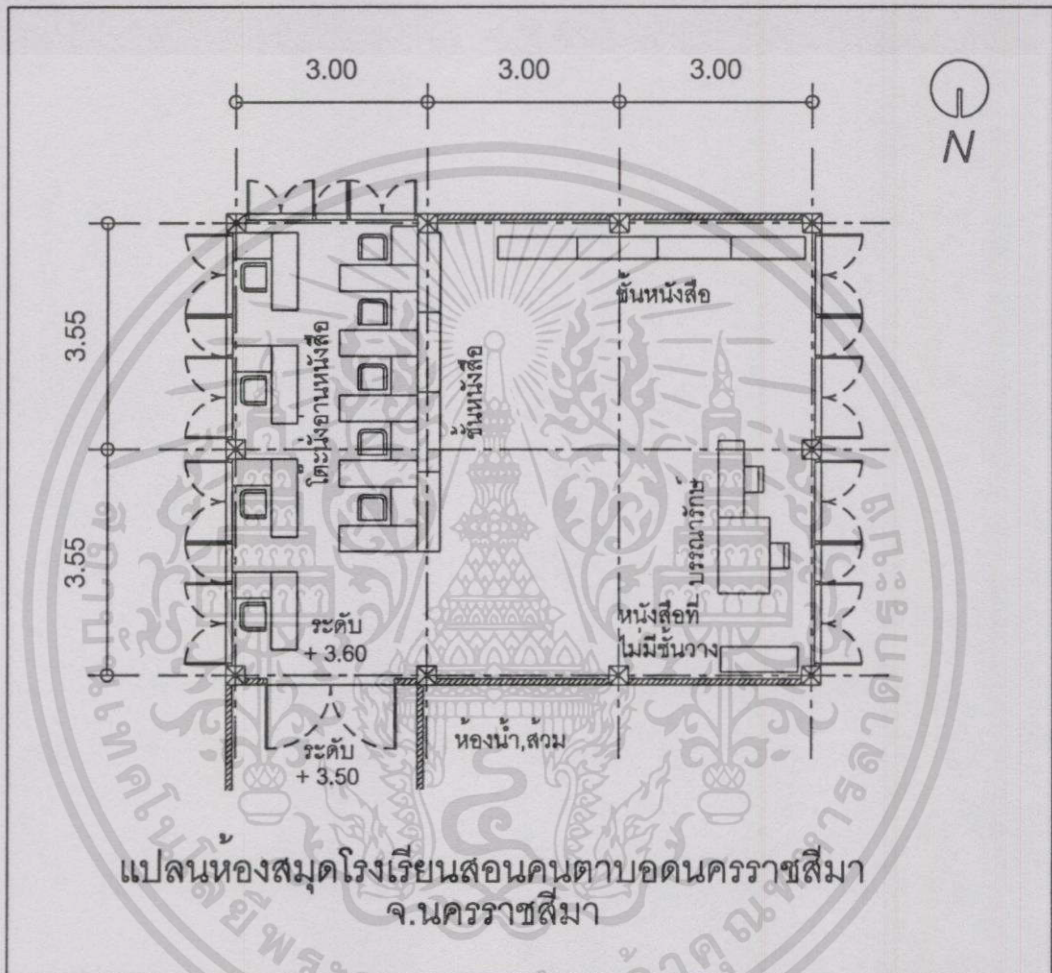 3.00
3.00
3.00
N
3.55
3.55
ชั้นหนังสือ
ชั้นหนังสือ
โต๊ะนั่งอ่านหนังสือ
บรรณารักษ์
หนังสือที่
ไม่มีชั้นวาง
ระดับ
+ 3.60
ห้องน้ำ,ส้วม
ระดับ
+ 3.50
แปลนห้องสมุดโรงเรียนสอนคนตาบอดนครราชสีมา
จ.นครราชสีมา